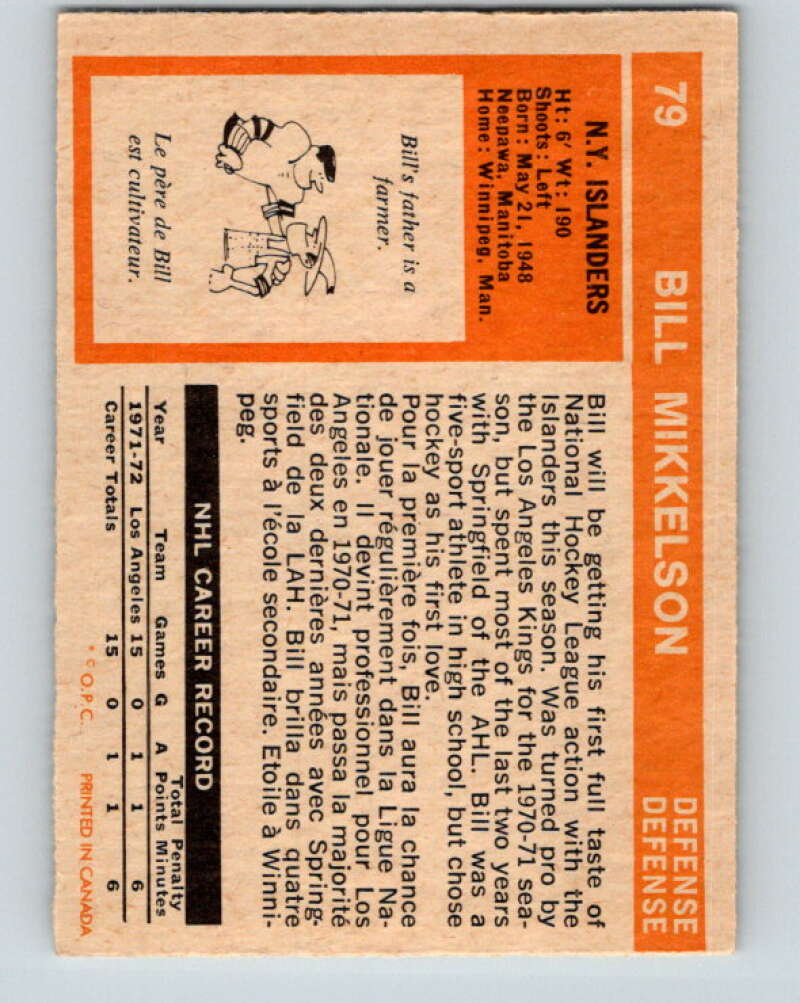 79 BILL MIKKELSON DEFENSE
DEFENSE
N.Y. ISLANDERS
Ht: 6' Wt: 190
Shoots: Left
Born: May 21, 1948
Neepawa, Manitoba
Home: Winnipeg, Man.
Bill's father is a
farmer.
Le père de Bill
est cultivateur.
Bill will be getting his first full taste of
National Hockey League action with the
Islanders this season. Was turned pro by
the Los Angeles Kings for the 1970-71 sea-
son, but spent most of the last two years
with Springfield of the AHL. Bill was a
five-sport athlete in high school, but chose
hockey as his first love.
Pour la première fois, Bill aura la chance
de jouer régulièrement dans la Ligue Na-
tionale. Il devint professionnel pour Los
Angeles en 1970-71, mais passa la majorité
des deux dernières années avec Spring-
field de la LAH. Bill brilla dans quatre
sports à l'école secondaire. Etoile à Winni-
peg.
NHL CAREER RECORD
Total Penalty
Year Team Games G A Points Minutes
1971-72 Los Angeles 15 0 1 1 6
Career Totals 15 0 1 1 6
* © O.P.C. PRINTED IN CANADA